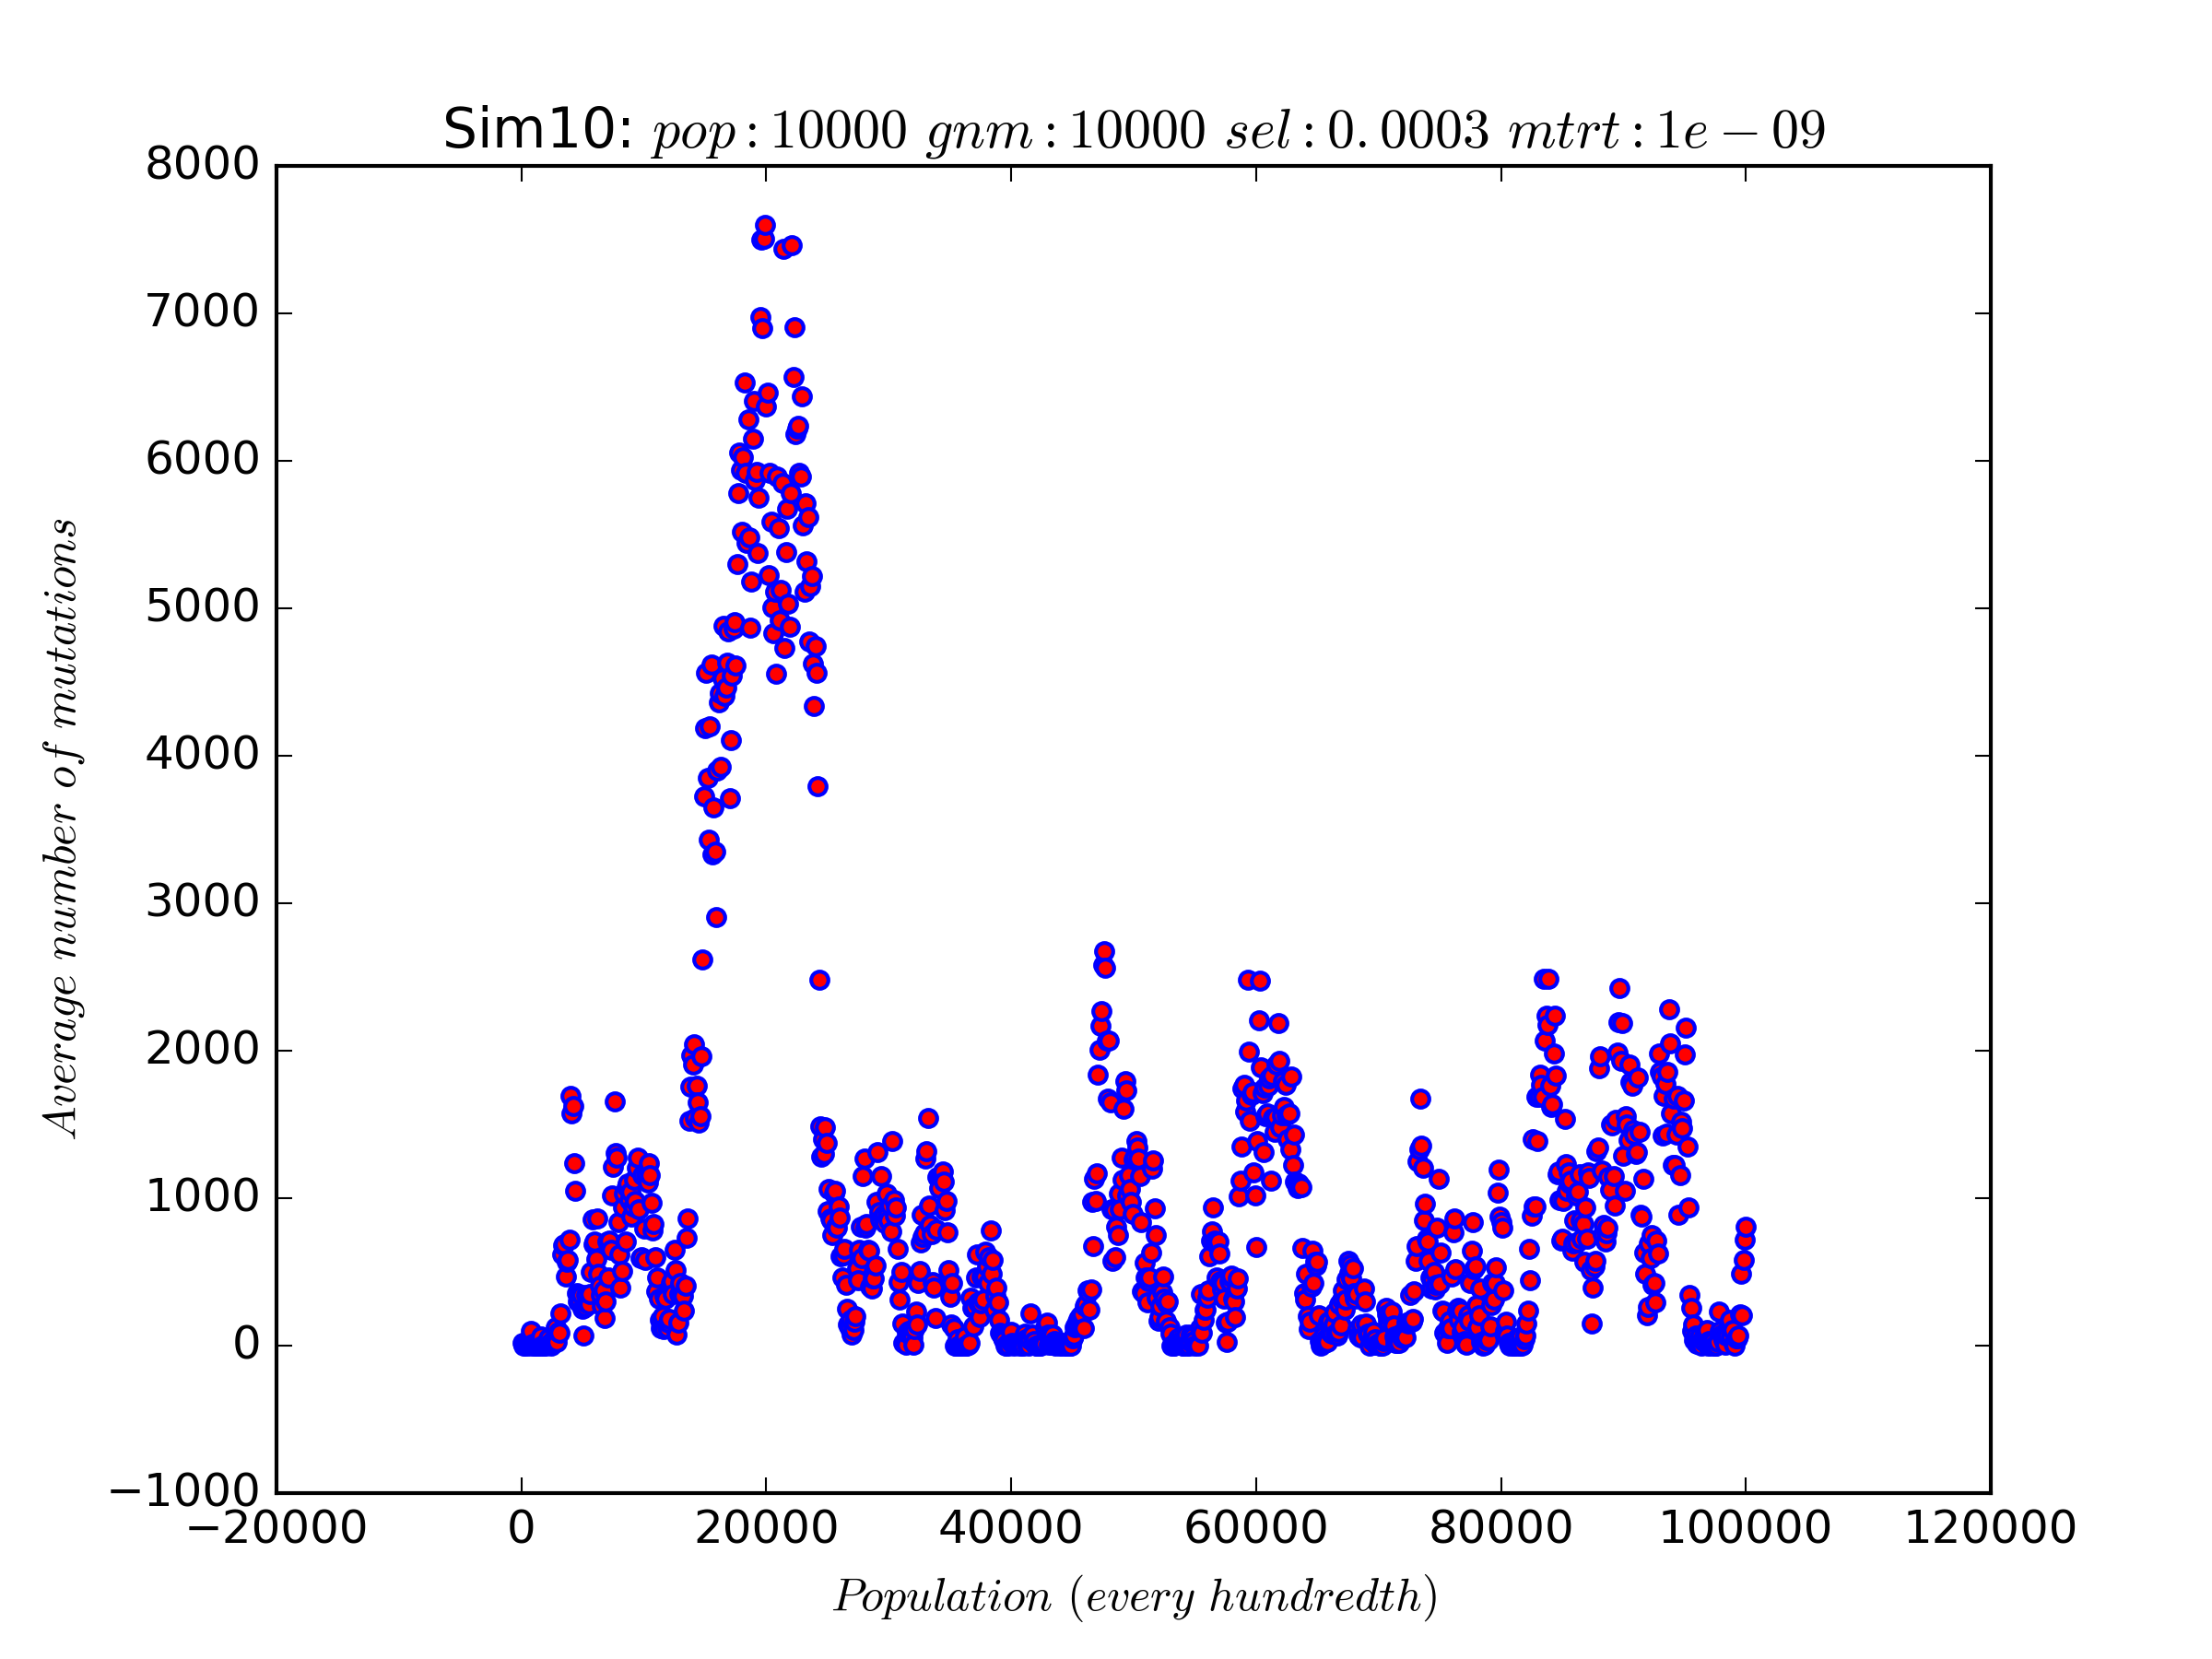 Sim10: pop : 10000 gnm : 10000 sel : 0.0003 mtrt : 1e − 09
8000
7000
6000
5000
4000
3000
2000
1000
0
−1000
Average number of mutations
−20000 0 20000 40000 60000 80000 100000 120000
Population (every hundredth)